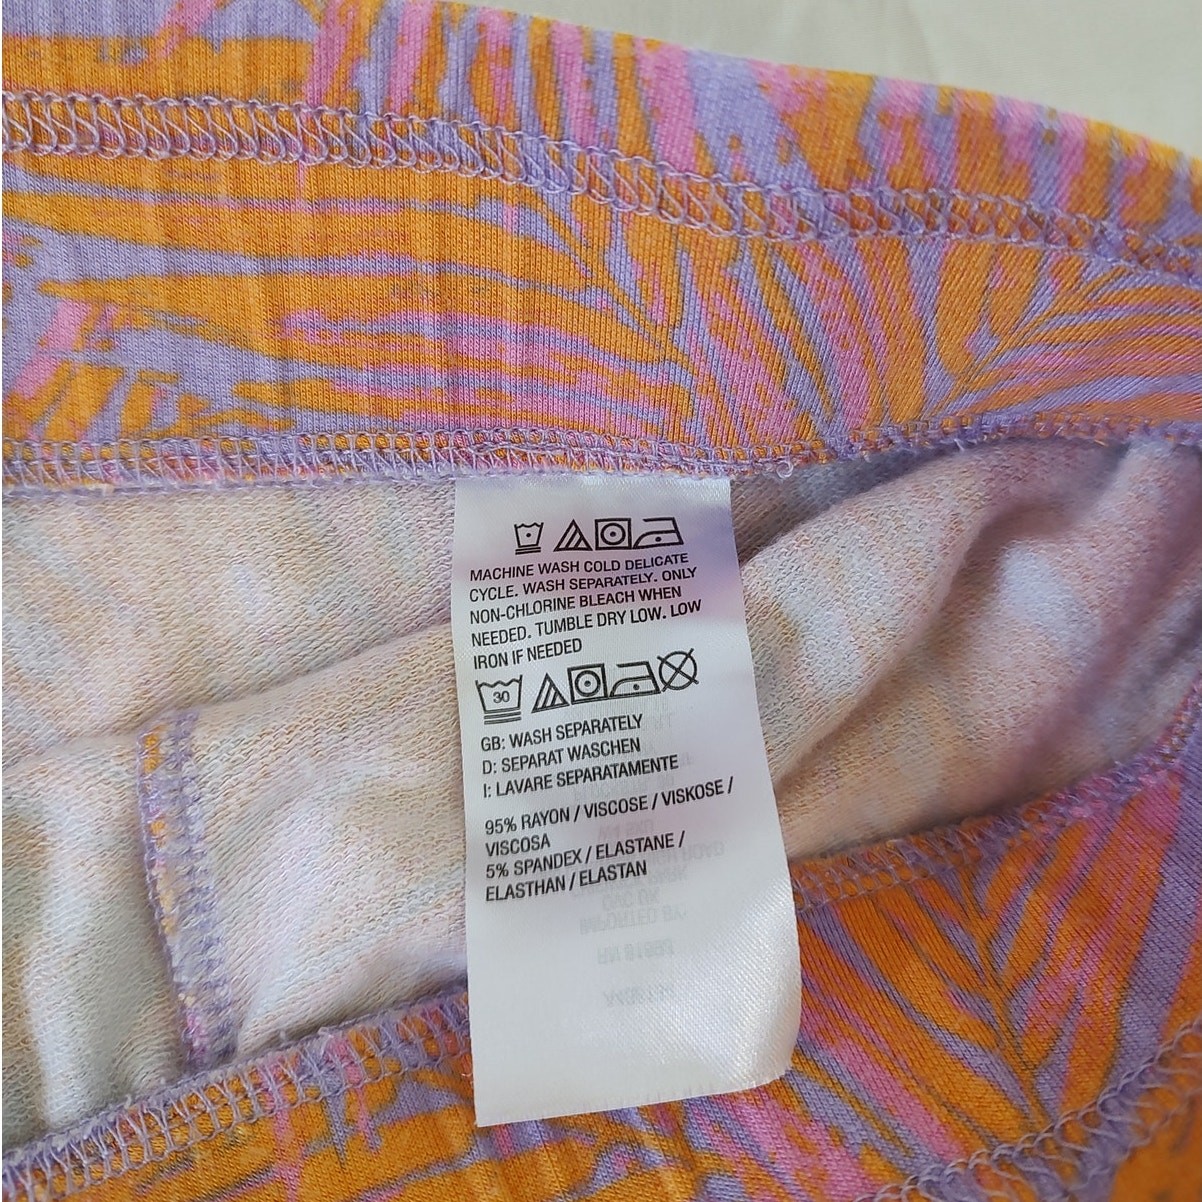 MACHINE WASH COLD DELICATE
CYCLE. WASH SEPARATELY. ONLY
NON-CHLORINE BLEACH WHEN
NEEDED. TUMBLE DRY LOW. LOW
IRON IF NEEDED
30
GB: WASH SEPARATELY
D: SEPARAT WASCHEN
I: LAVARE SEPARATAMENTE
95% RAYON / VISCOSE / VISKOSE /
VISCOSA
5% SPANDEX / ELASTANE /
ELASTHAN / ELASTAN